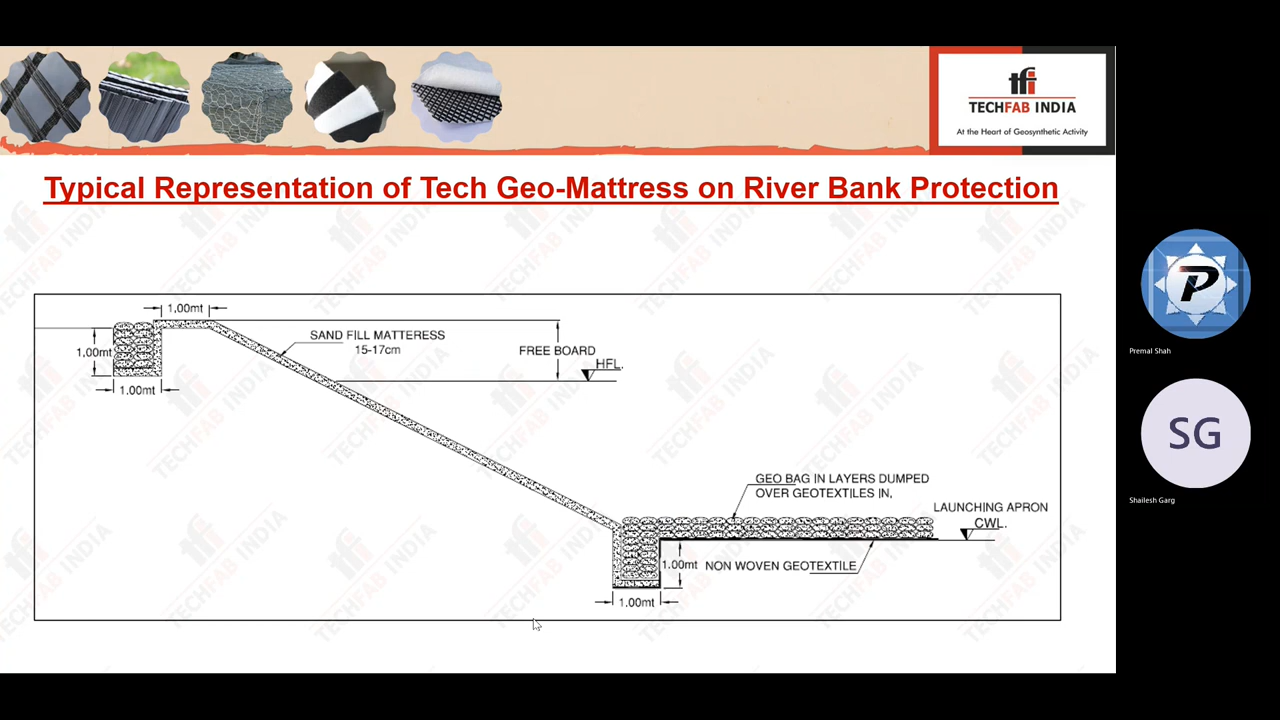 tfi
TECHFAB INDIA
At the Heart of Geosynthetic Activity
Typical Representation of Tech Geo-Mattress on River Bank Protection
1.00mt
SAND FILL MATTERESS
15-17cm
1.00mt
FREE BOARD
HFL.
1.00mt
GEO BAG IN LAYERS DUMPED
OVER GEOTEXTILES IN,
LAUNCHING APRON
CWL.
1.00mt
NON WOVEN GEOTEXTILE
1.00mt
P
Premal Shah
SG
Shailesh Garg